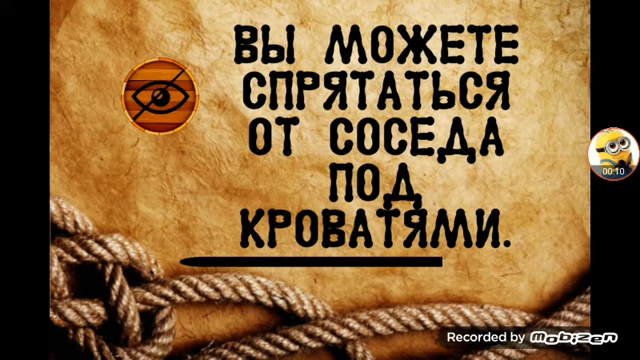 ВЫ МОЖЕТЕ
СПРЯТАТЬСЯ
ОТ СОСЕДА
ПОД
КРОВАТЯМИ.
00:10
Recorded by mobizen